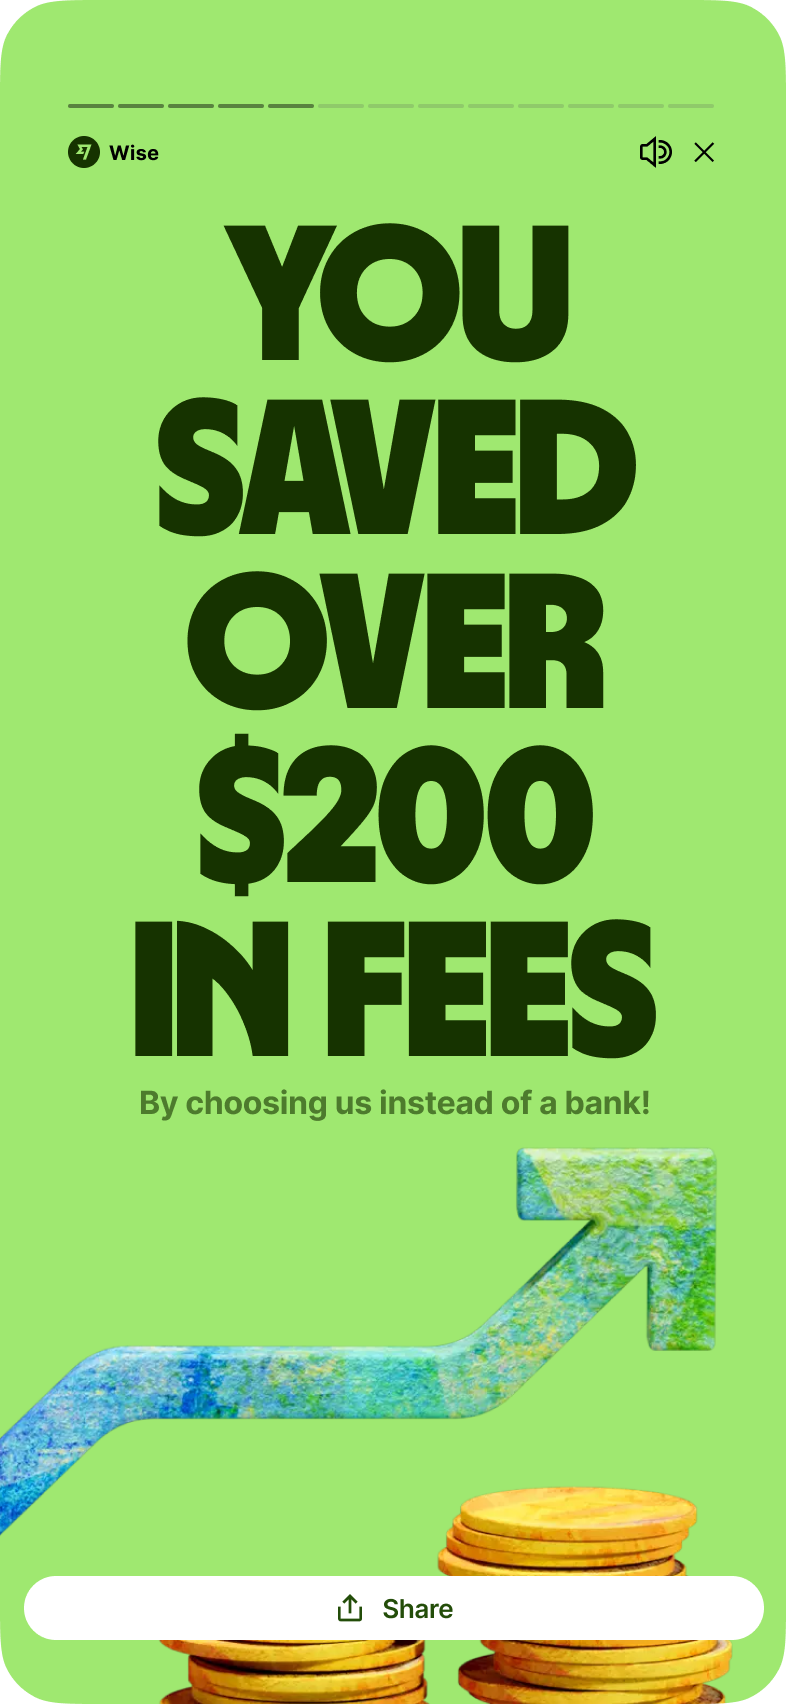 Wise
YOU
SAVED
OVER
$200
IN FEES
By choosing us instead of a bank!
Share